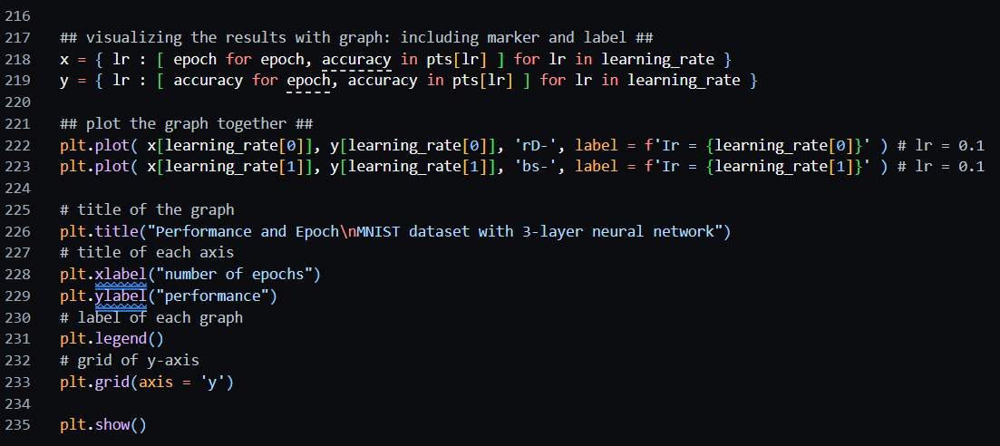 216
217 ## visualizing the results with graph: including marker and label ##
218 x = { lr : [ epoch for epoch, accuracy in pts[lr] ] for lr in learning_rate }
219 y = { lr : [ accuracy for epoch, accuracy in pts[lr] ] for lr in learning_rate }
220
221 ## plot the graph together ##
222 plt.plot( x[learning_rate[0]], y[learning_rate[0]], 'rD-', label = f'Ir = {learning_rate[0]}' ) # lr = 0.1
223 plt.plot( x[learning_rate[1]], y[learning_rate[1]], 'bs-', label = f'Ir = {learning_rate[1]}' ) # lr = 0.1
224
225 # title of the graph
226 plt.title("Performance and Epoch\nMNIST dataset with 3-layer neural network")
227 # title of each axis
228 plt.xlabel("number of epochs")
229 plt.ylabel("performance")
230 # label of each graph
231 plt.legend()
232 # grid of y-axis
233 plt.grid(axis = 'y')
234
235 plt.show()